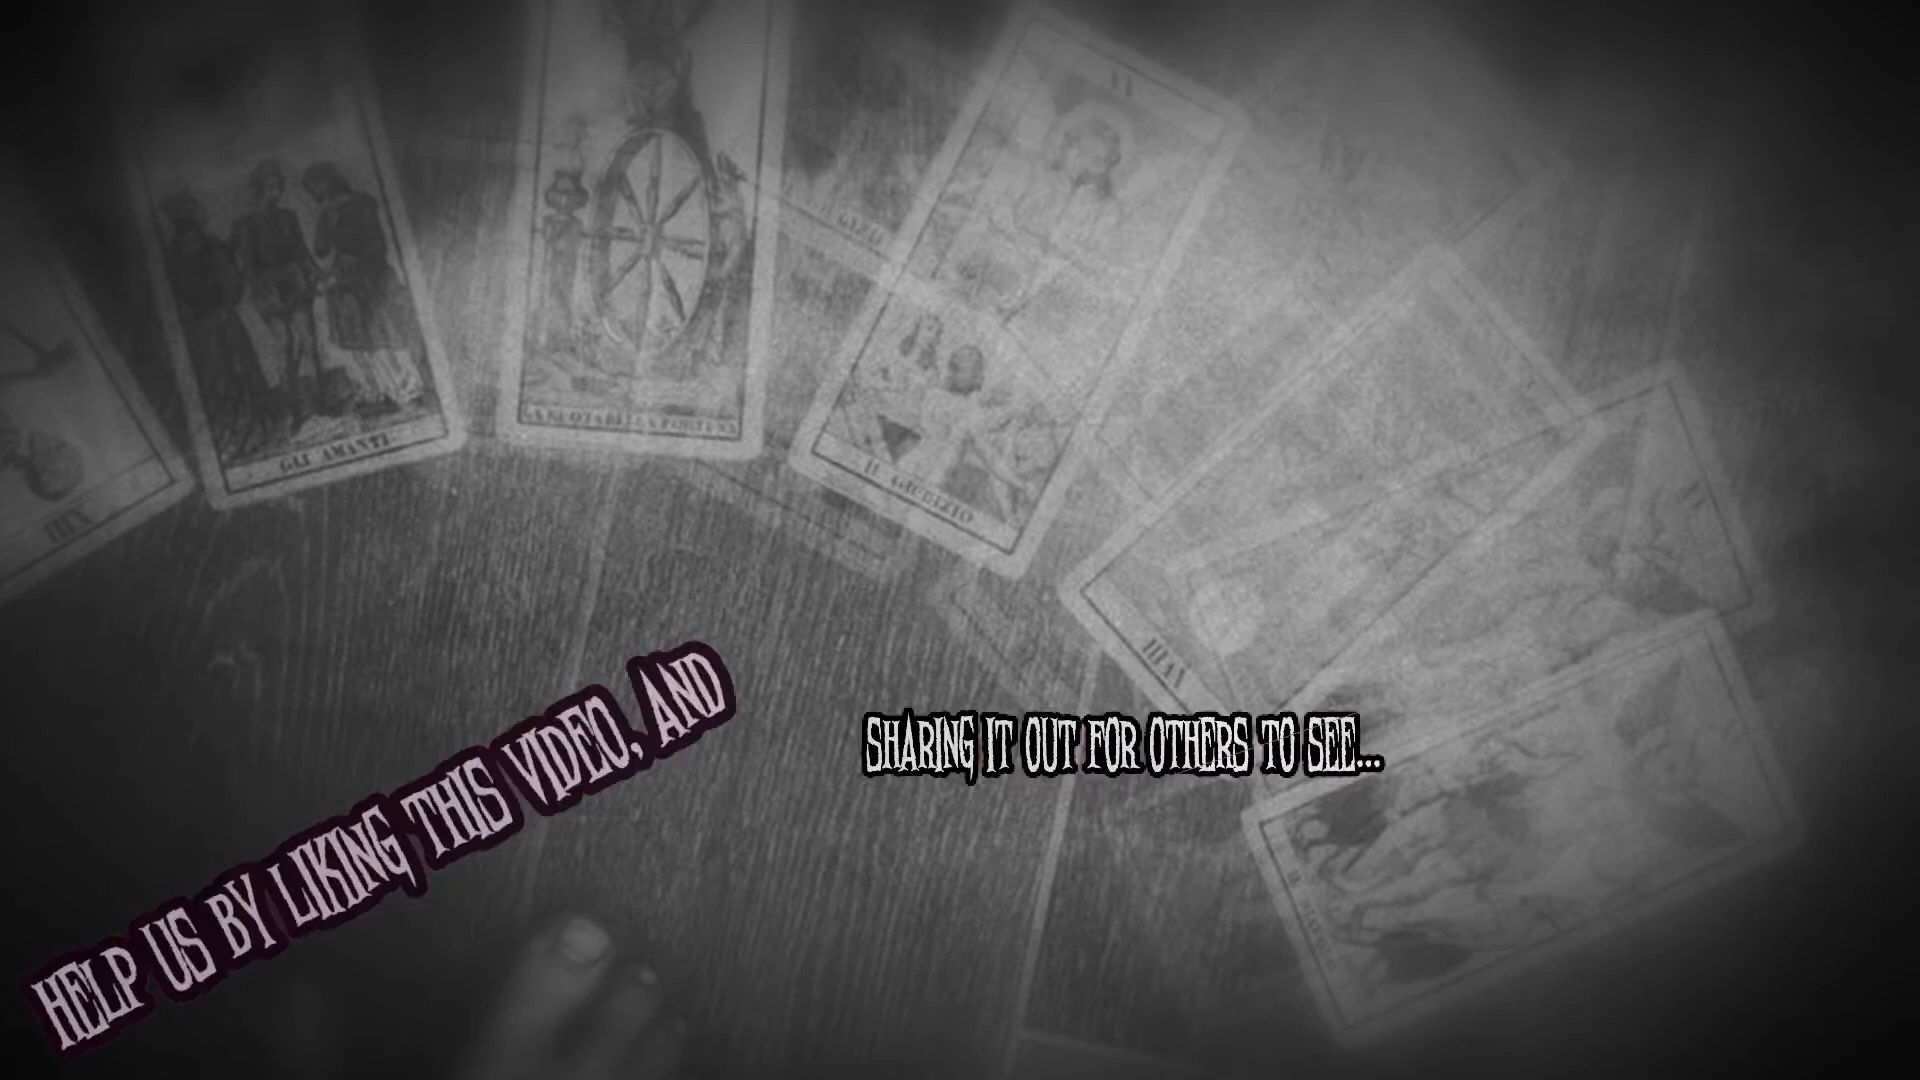 GLI AMANTI
IL GIUDIZIO
HELP US BY LIKING THIS VIDEO, AND
SHARING IT OUT FOR OTHERS TO SEE...